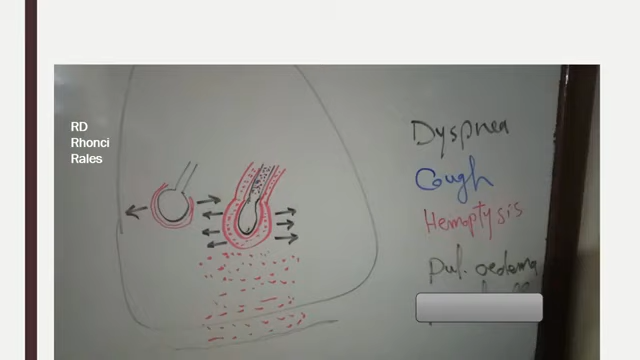 RD
Rhonci
Rales
Dyspnea
Cough
Hemoptysis
Pul. oedema